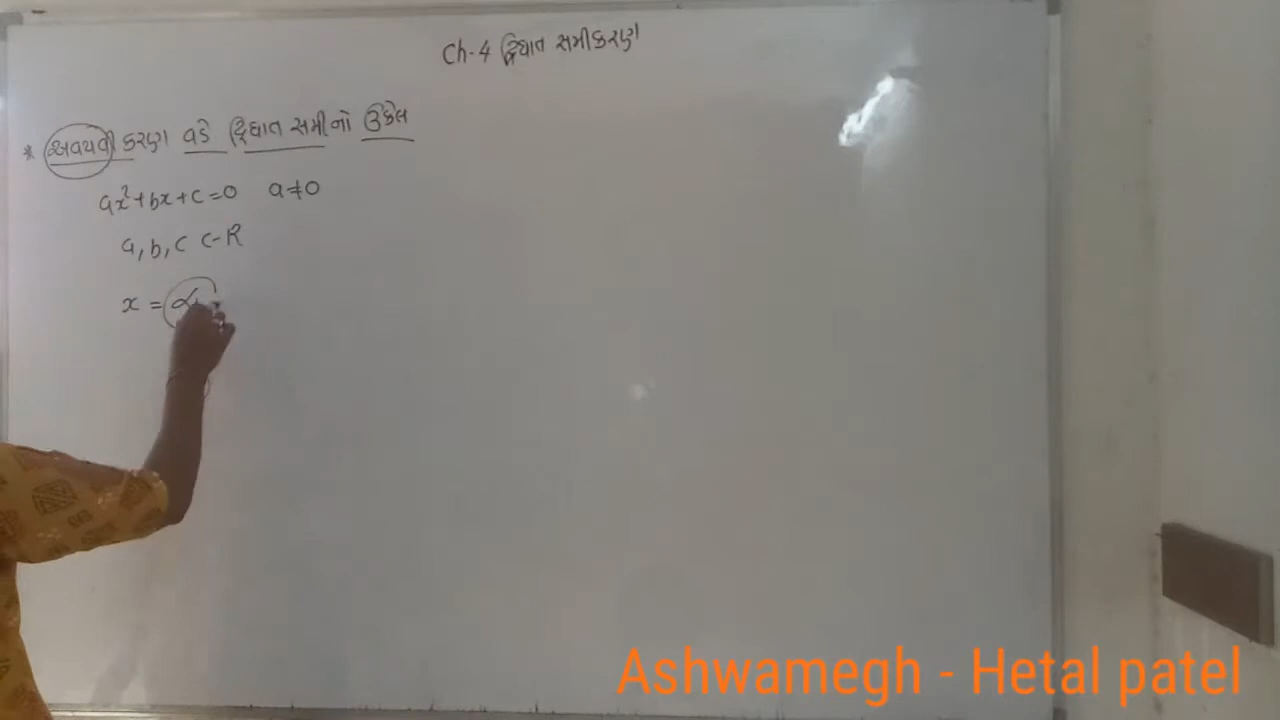 Ch-4 દ્વિઘાત સમીકરણ
* અવયવીકરણ વડે દ્વિઘાત સમીનો ઉકેલ
ax²+bx+c=0 a≠0
a,b,c ∈ R
x = α
Ashwamegh - Hetal patel